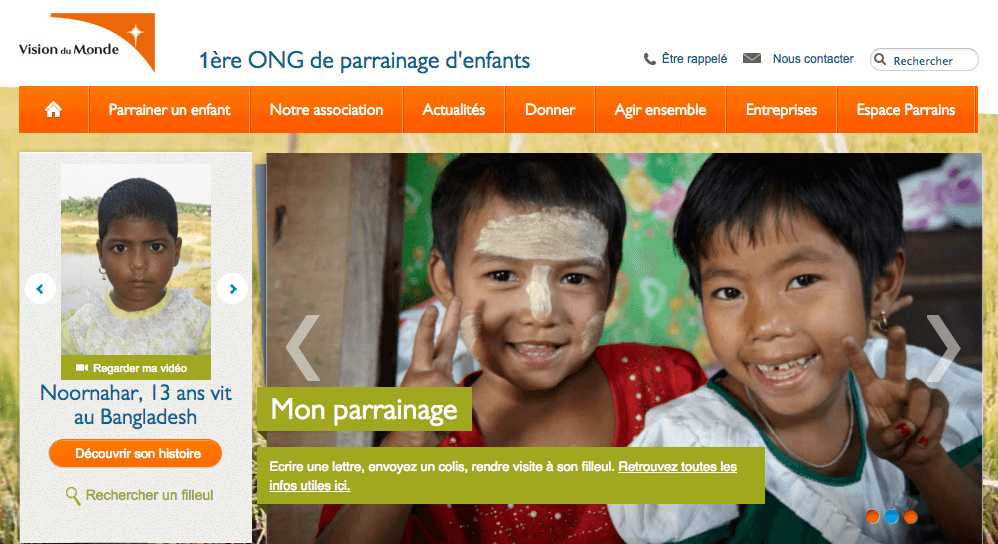 Vision du Monde
1ère ONG de parrainage d'enfants
Être rappelé
Nous contacter
Rechercher
Parrainer un enfant
Notre association
Actualités
Donner
Agir ensemble
Entreprises
Espace Parrains
Regarder ma vidéo
Noornahar, 13 ans vit
au Bangladesh
Découvrir son histoire
Rechercher un filleul
Mon parrainage
Ecrire une lettre, envoyez un colis, rendre visite à son filleul. Retrouvez toutes les
infos utiles ici.